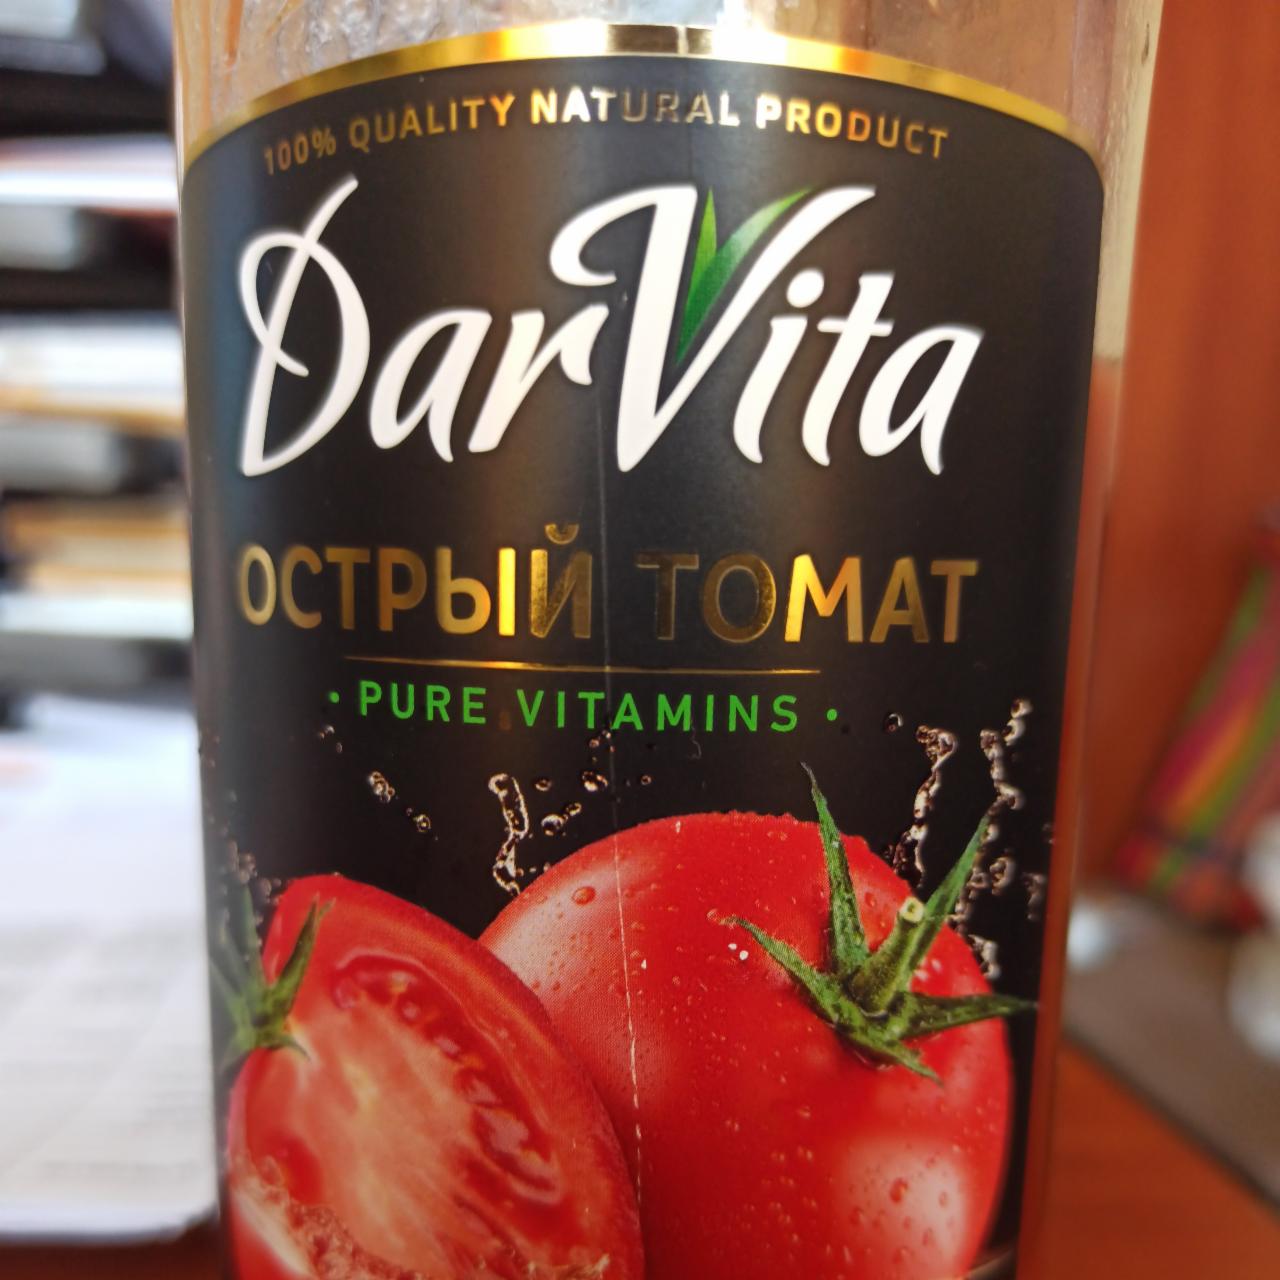 100% QUALITY NATURAL PRODUCT
DarVita
ОСТРЫЙ ТОМАТ
• PURE VITAMINS •